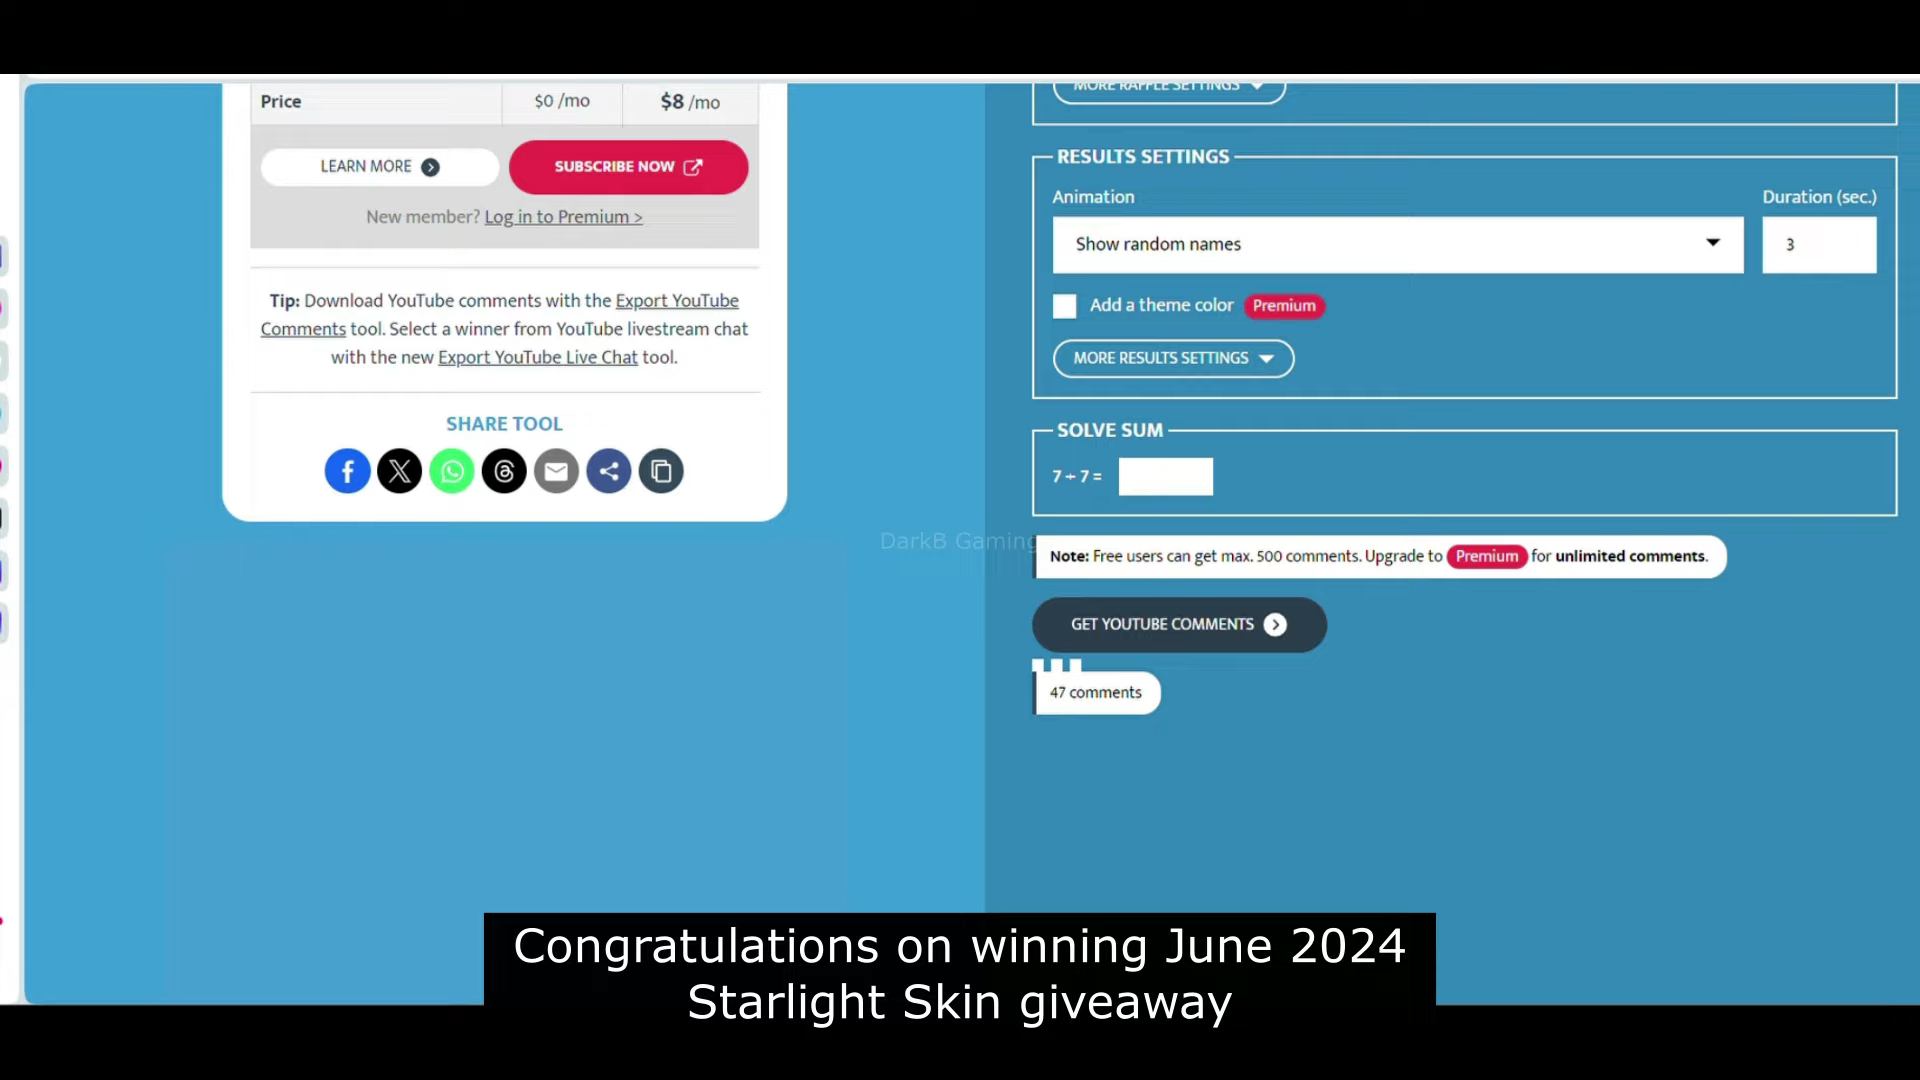 Price $0 /mo $8 /mo
LEARN MORE SUBSCRIBE NOW
New member? Log in to Premium >
Tip: Download YouTube comments with the Export YouTube
Comments tool. Select a winner from YouTube livestream chat
with the new Export YouTube Live Chat tool.
SHARE TOOL
MORE RAFFLE SETTINGS
RESULTS SETTINGS
Animation Duration (sec.)
Show random names 3
Add a theme color Premium
MORE RESULTS SETTINGS
SOLVE SUM
7 + 7 =
DarkB Gaming
Note: Free users can get max. 500 comments. Upgrade to Premium for unlimited comments.
GET YOUTUBE COMMENTS
47 comments
Congratulations on winning June 2024
Starlight Skin giveaway